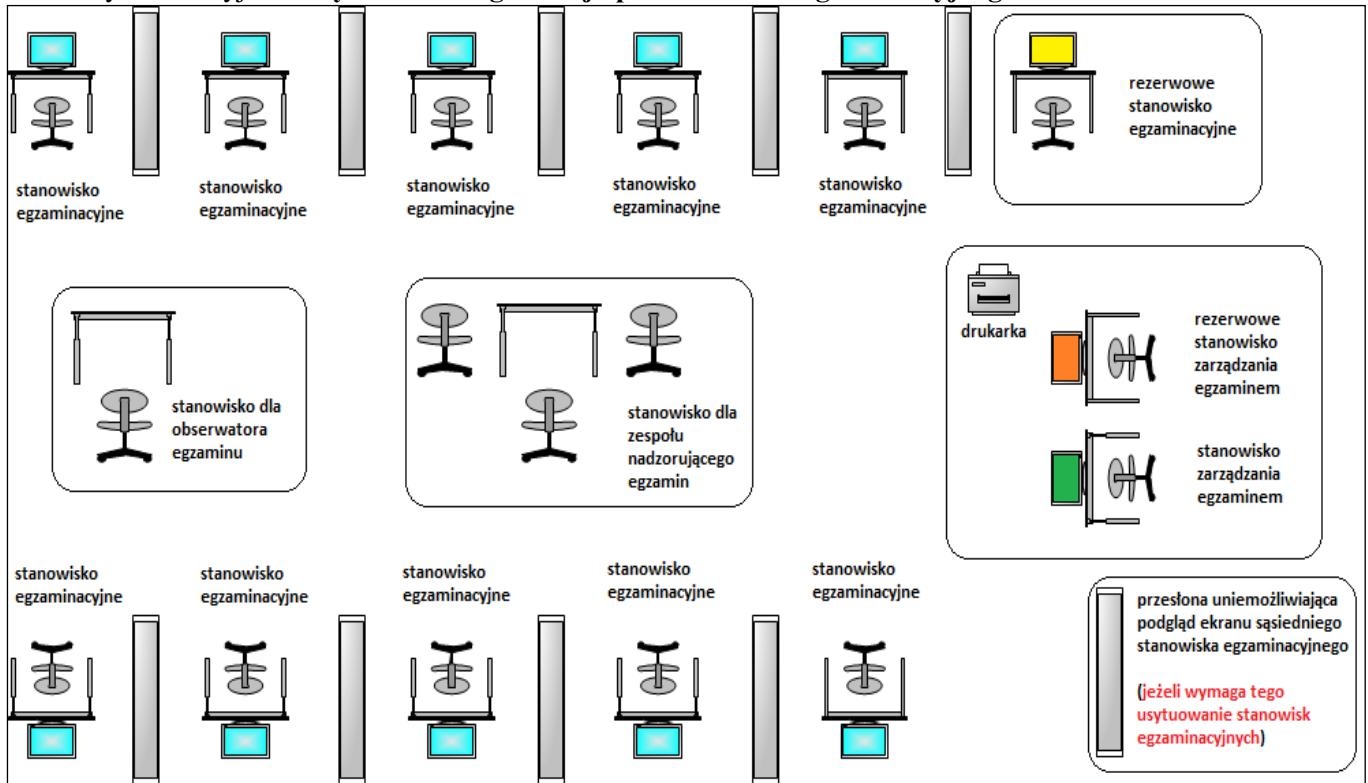 rezerwowe
stanowisko
egzaminacyjne
stanowisko
egzaminacyjne
stanowisko
egzaminacyjne
stanowisko
egzaminacyjne
stanowisko
egzaminacyjne
stanowisko
egzaminacyjne
stanowisko dla
obserwatora
egzaminu
stanowisko dla
zespołu
nadzorującego
egzamin
drukarka
rezerwowe
stanowisko
zarządzania
egzaminem
stanowisko
zarządzania
egzaminem
stanowisko
egzaminacyjne
stanowisko
egzaminacyjne
stanowisko
egzaminacyjne
stanowisko
egzaminacyjne
stanowisko
egzaminacyjne
przesłona uniemożliwiająca
podgląd ekranu sąsiedniego
stanowiska egzaminacyjnego
(jeżeli wymaga tego
usytuowanie stanowisk
egzaminacyjnych)